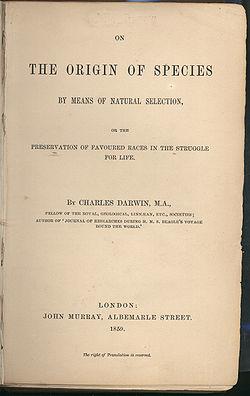 ON
THE ORIGIN OF SPECIES
BY MEANS OF NATURAL SELECTION,
OR THE
PRESERVATION OF FAVOURED RACES IN THE STRUGGLE
FOR LIFE.
By CHARLES DARWIN, M.A.,
FELLOW OF THE ROYAL, GEOLOGICAL, LINNÆAN, ETC., SOCIETIES;
AUTHOR OF ‘JOURNAL OF RESEARCHES DURING H. M. S. BEAGLE’S VOYAGE
ROUND THE WORLD.’
LONDON:
JOHN MURRAY, ALBEMARLE STREET.
1859.
The right of Translation is reserved.